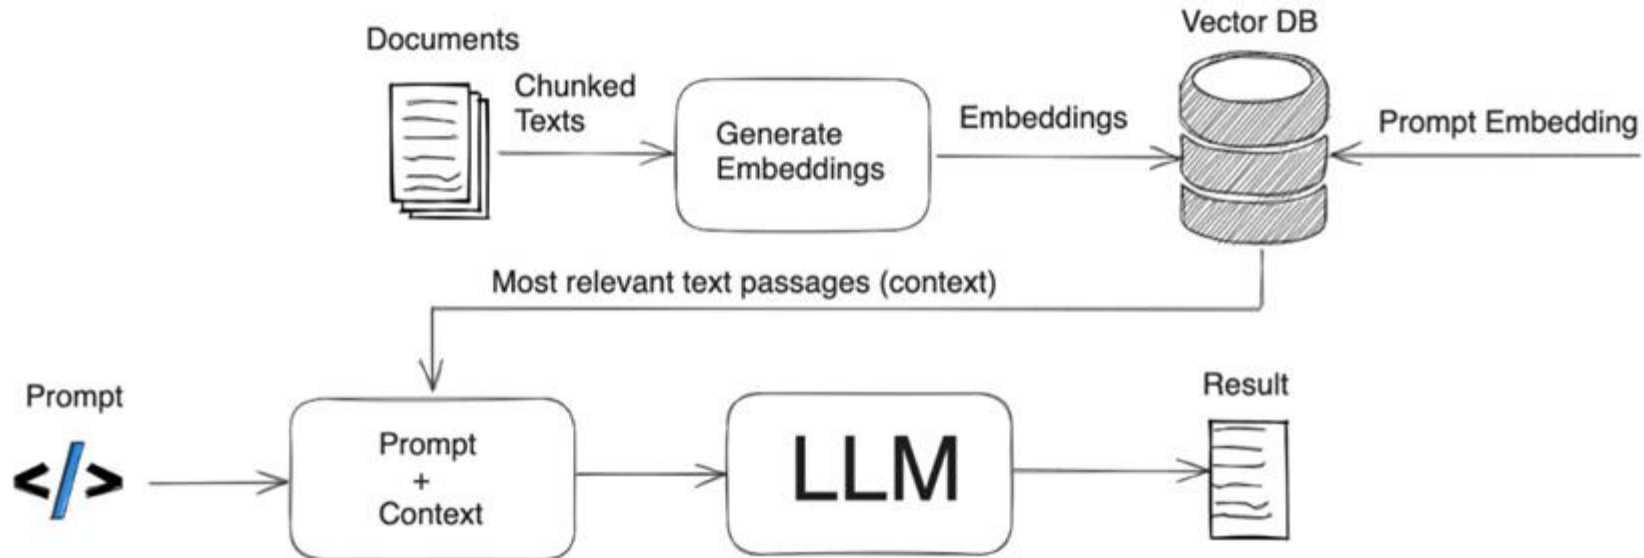 Documents
Vector DB
Chunked
Texts
Generate
Embeddings
Embeddings
Prompt Embedding
Most relevant text passages (context)
Prompt
</>
Prompt
+
Context
LLM
Result